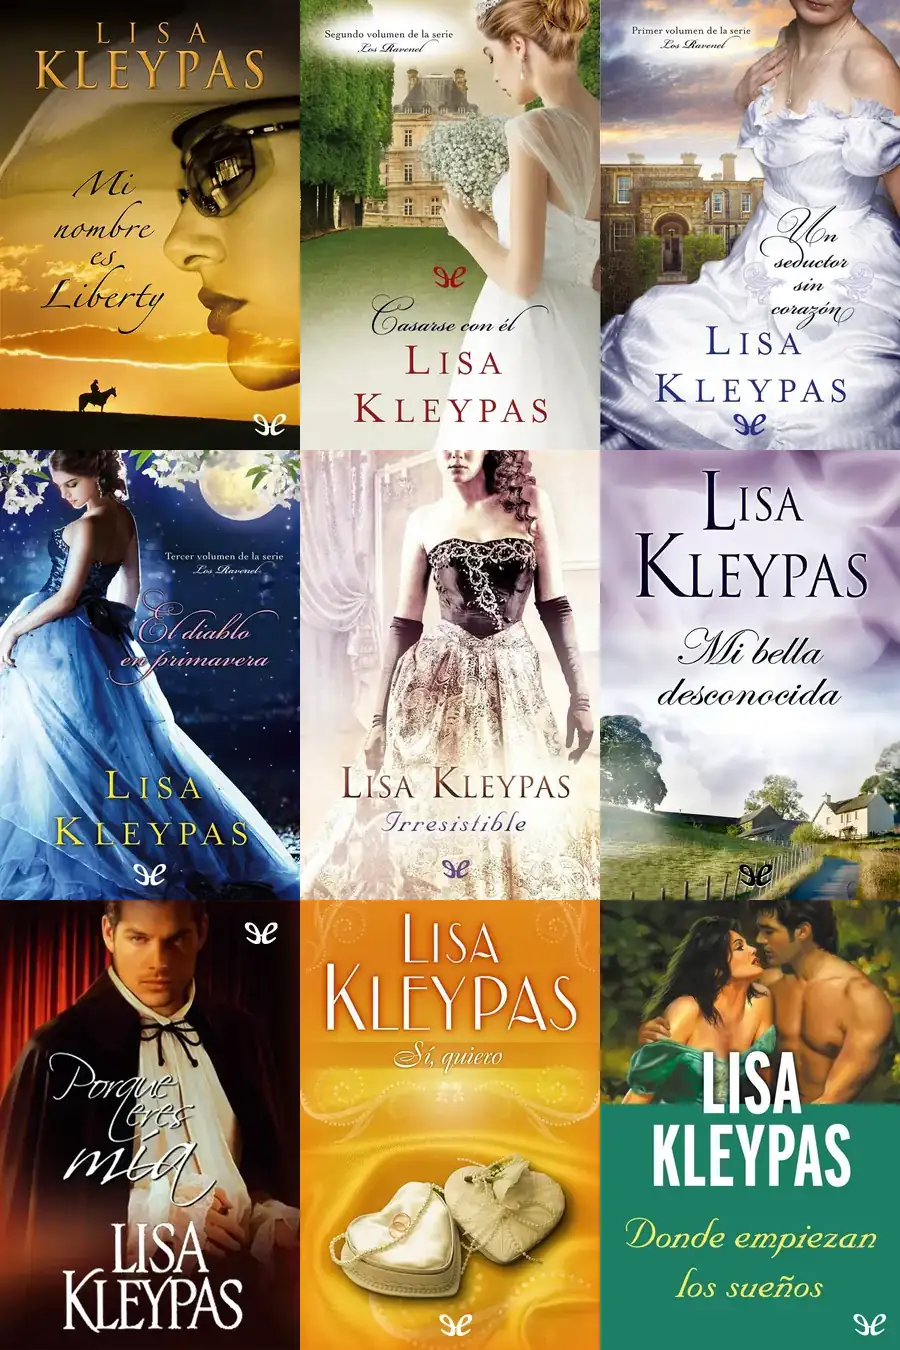 LISA
KLEYPAS
Mi
nombre
es
Liberty
Segundo volumen de la serie
Los Ravenel
Casarse con él
LISA
KLEYPAS
Primer volumen de la serie
Los Ravenel
Un
seductor
sin
corazón
LISA
KLEYPAS
Tercer volumen de la serie
Los Ravenel
El diablo
en primavera
LISA
KLEYPAS
LISA KLEYPAS
Irresistible
LISA
KLEYPAS
Mi bella
desconocida
Porque
eres
mía
LISA
KLEYPAS
LISA
KLEYPAS
Sí, quiero
LISA
KLEYPAS
Donde empiezan
los sueños